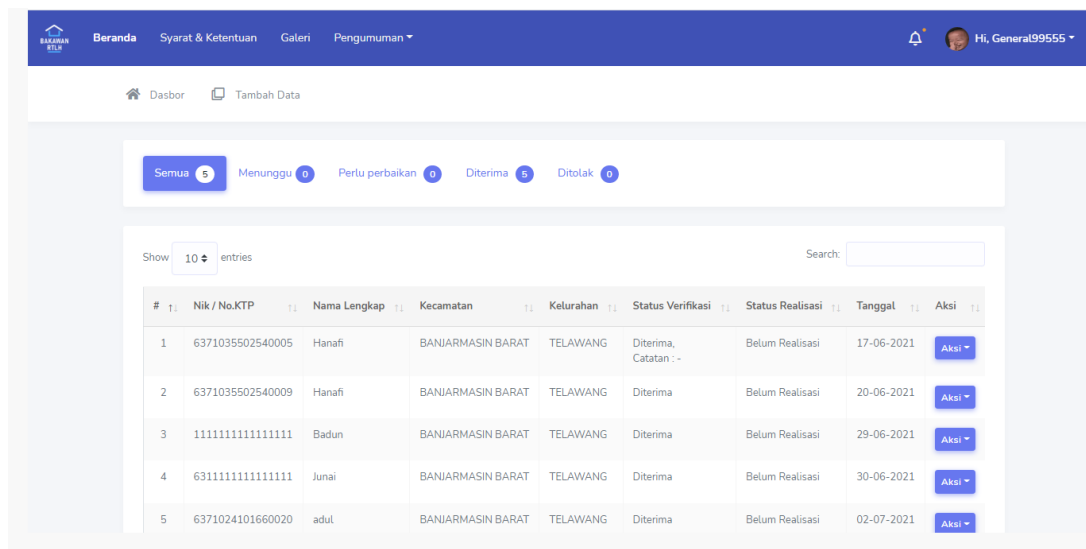 BAKAWAN
RTLH
Beranda Syarat & Ketentuan Galeri Pengumuman Hi, General99555
Dasbor Tambah Data
Semua 5 Menunggu 0 Perlu perbaikan 0 Diterima 5 Ditolak 0
Show 10 entries Search:
# Nik / No.KTP Nama Lengkap Kecamatan Kelurahan Status Verifikasi Status Realisasi Tanggal Aksi
1 6371035502540005 Hanafi BANJARMASIN BARAT TELAWANG Diterima, Belum Realisasi 17-06-2021 Aksi
Catatan : -
2 6371035502540009 Hanafi BANJARMASIN BARAT TELAWANG Diterima Belum Realisasi 20-06-2021 Aksi
3 1111111111111111 Badun BANJARMASIN BARAT TELAWANG Diterima Belum Realisasi 29-06-2021 Aksi
4 6311111111111111 Junai BANJARMASIN BARAT TELAWANG Diterima Belum Realisasi 30-06-2021 Aksi
5 6371024101660020 adul BANJARMASIN BARAT TELAWANG Diterima Belum Realisasi 02-07-2021 Aksi